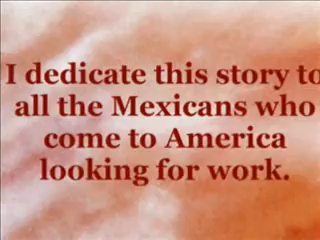 I dedicate this story to
all the Mexicans who
come to America
looking for work.